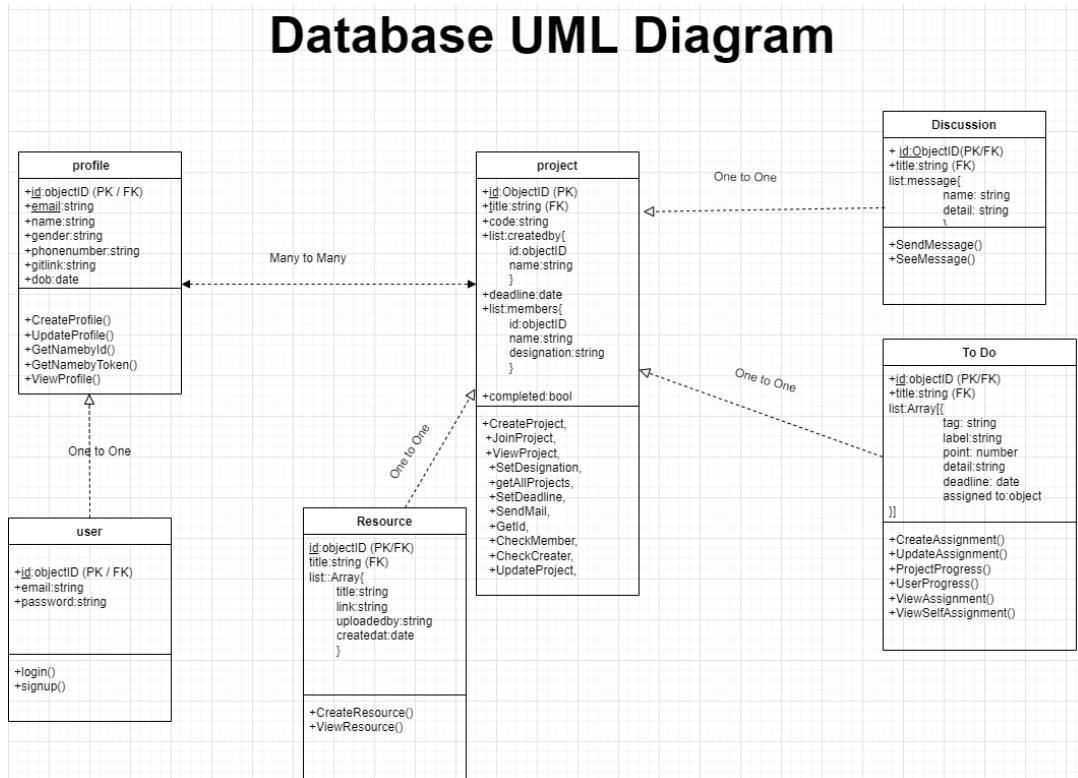 Database UML Diagram
profile
+id:objectID (PK / FK)
+email:string
+name:string
+gender:string
+phonenumber:string
+gitlink:string
+dob:date
+CreateProfile()
+UpdateProfile()
+GetNamebyId()
+GetNamebyToken()
+ViewProfile()
Many to Many
One to One
user
+id:objectID (PK / FK)
+email:string
+password:string
+login()
+signup()
project
+id:ObjectID (PK)
+title:string (FK)
+code:string
+list:createdby{
id:objectID
name:string
}
+deadline:date
+list:members{
id:objectID
name:string
designation:string
}
+completed:bool
+CreateProject,
+JoinProject,
+ViewProject,
+SetDesignation,
+getAllProjects,
+SetDeadline,
+SendMail,
+GetId,
+CheckMember,
+CheckCreater,
+UpdateProject,
One to One
Resource
id:objectID (PK/FK)
title:string (FK)
list::Array{
title:string
link:string
uploadedby:string
createdat:date
}
+CreateResource()
+ViewResource()
One to One
Discussion
+ id:ObjectID(PK/FK)
+title:string (FK)
list:message{
name: string
detail: string
+SendMessage()
+SeeMessage()
One to One
To Do
+id:objectID (PK/FK)
+title:string (FK)
list:Array[{
tag: string
label:string
point: number
detail:string
deadline: date
assigned to:object
}]
+CreateAssignment()
+UpdateAssignment()
+ProjectProgress()
+UserProgress()
+ViewAssignment()
+ViewSelfAssignment()